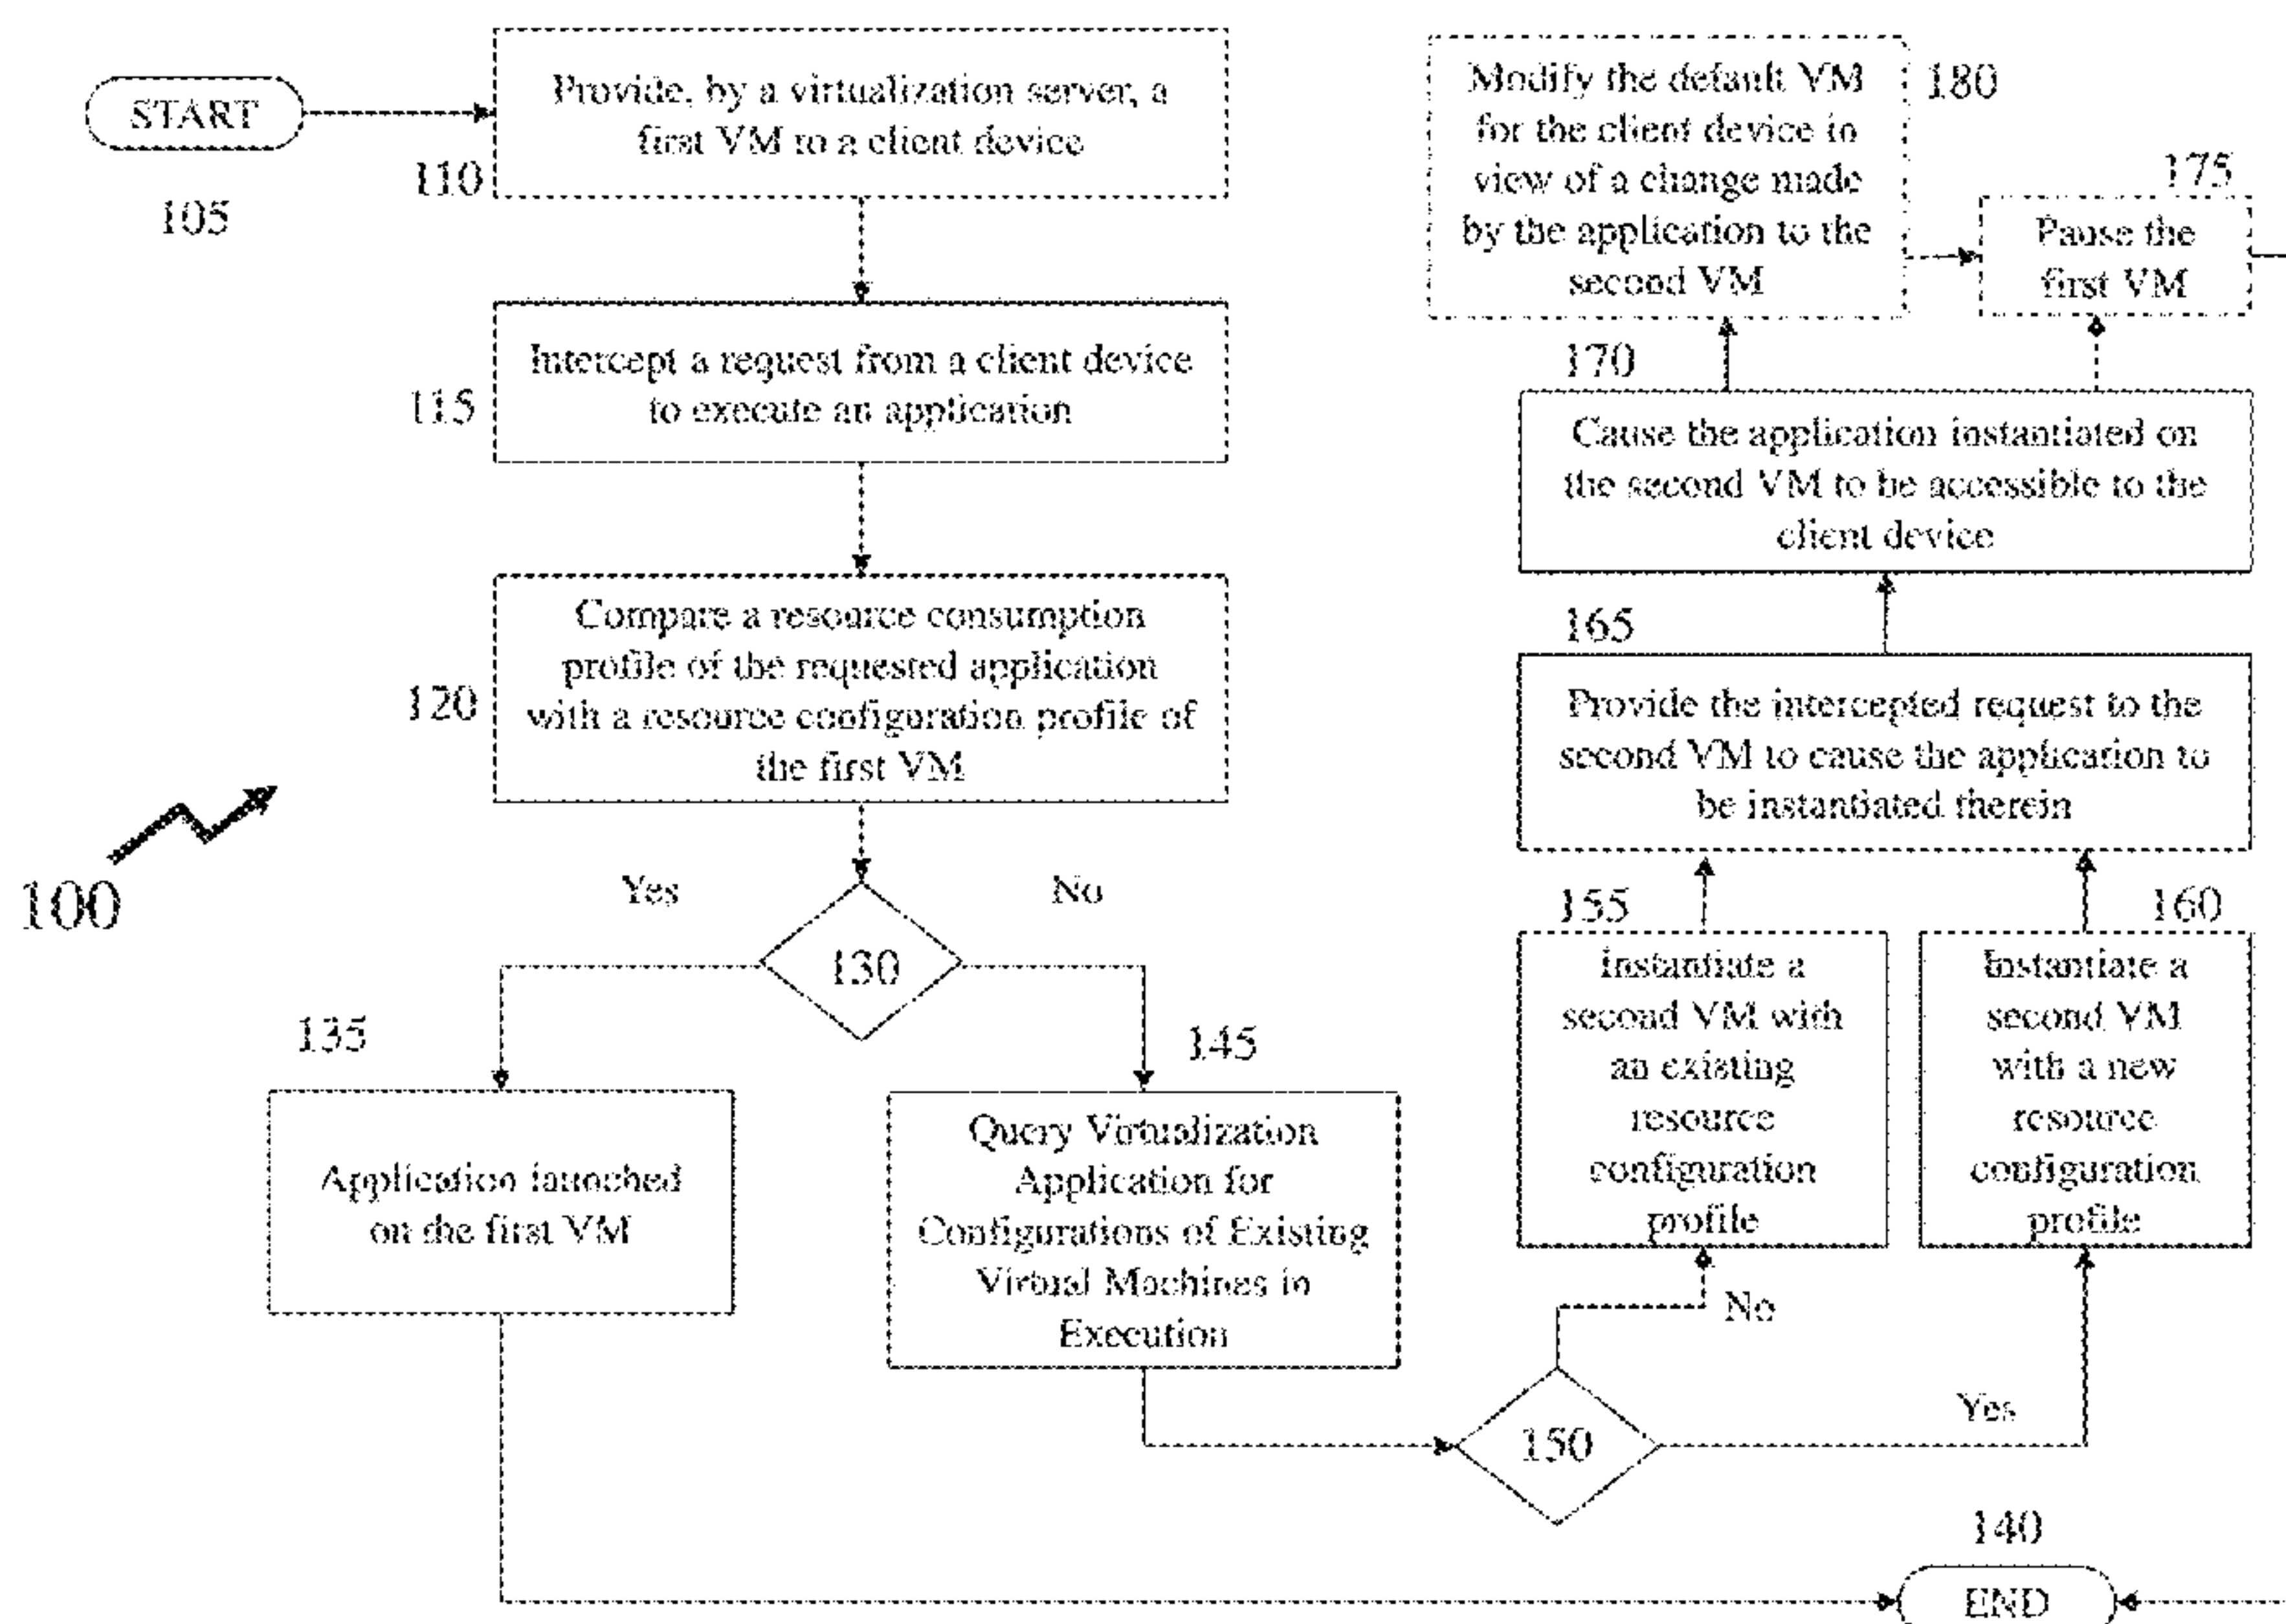 START
105
Provide, by a virtualization server, a
first VM to a client device
110
Intercept a request from a client device
to execute an application
115
Compare a resource consumption
profile of the requested application
with a resource configuration profile of
the first VM
120
100
Yes
No
130
135
Application launched
on the first VM
145
Query Virtualization
Application for
Configurations of Existing
Virtual Machines in
Execution
150
No
Yes
155
Instantiate a
second VM with
an existing
resource
configuration
profile
160
Instantiate a
second VM
with a new
resource
configuration
profile
165
Provide the intercepted request to the
second VM to cause the application to
be instantiated therein
170
Cause the application instantiated on
the second VM to be accessible to the
client device
175
Pause the
first VM
180
Modify the default VM
for the client device in
view of a change made
by the application to the
second VM
140
END